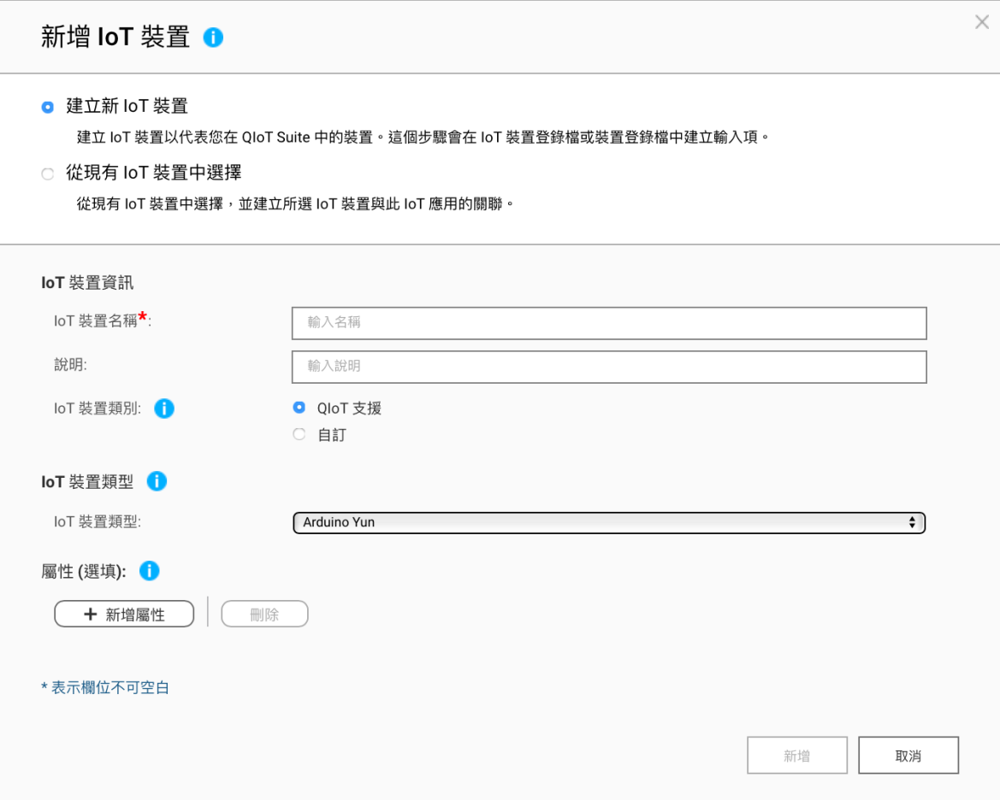 新增 IoT 裝置
建立新 IoT 裝置
建立 IoT 裝置以代表您在 QIoT Suite 中的裝置。這個步驟會在 IoT 裝置登錄檔或裝置登錄檔中建立輸入項。
從現有 IoT 裝置中選擇
從現有 IoT 裝置中選擇，並建立所選 IoT 裝置與此 IoT 應用的關聯。
IoT 裝置資訊
IoT 裝置名稱*: 輸入名稱
說明: 輸入說明
IoT 裝置類別: QIoT 支援
自訂
IoT 裝置類型
IoT 裝置類型: Arduino Yun
屬性 (選填):
+ 新增屬性 刪除
* 表示欄位不可空白
新增 取消